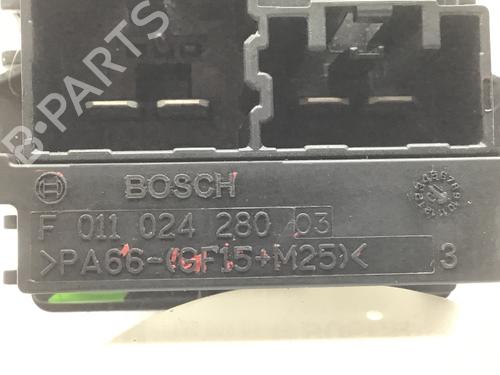 B-PARTS
BOSCH
F 011 024 280 03
>PA66-(GF15+M25)<
3